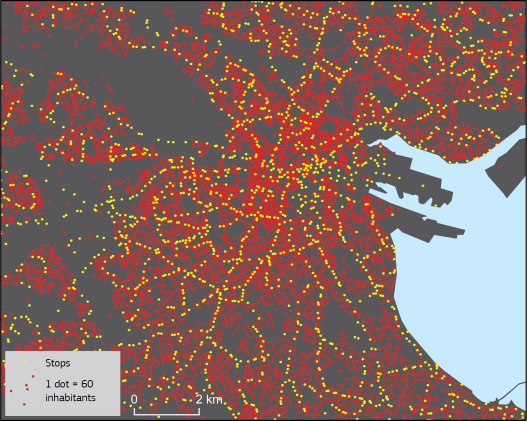 Stops
1 dot = 60
inhabitants
0 2 km